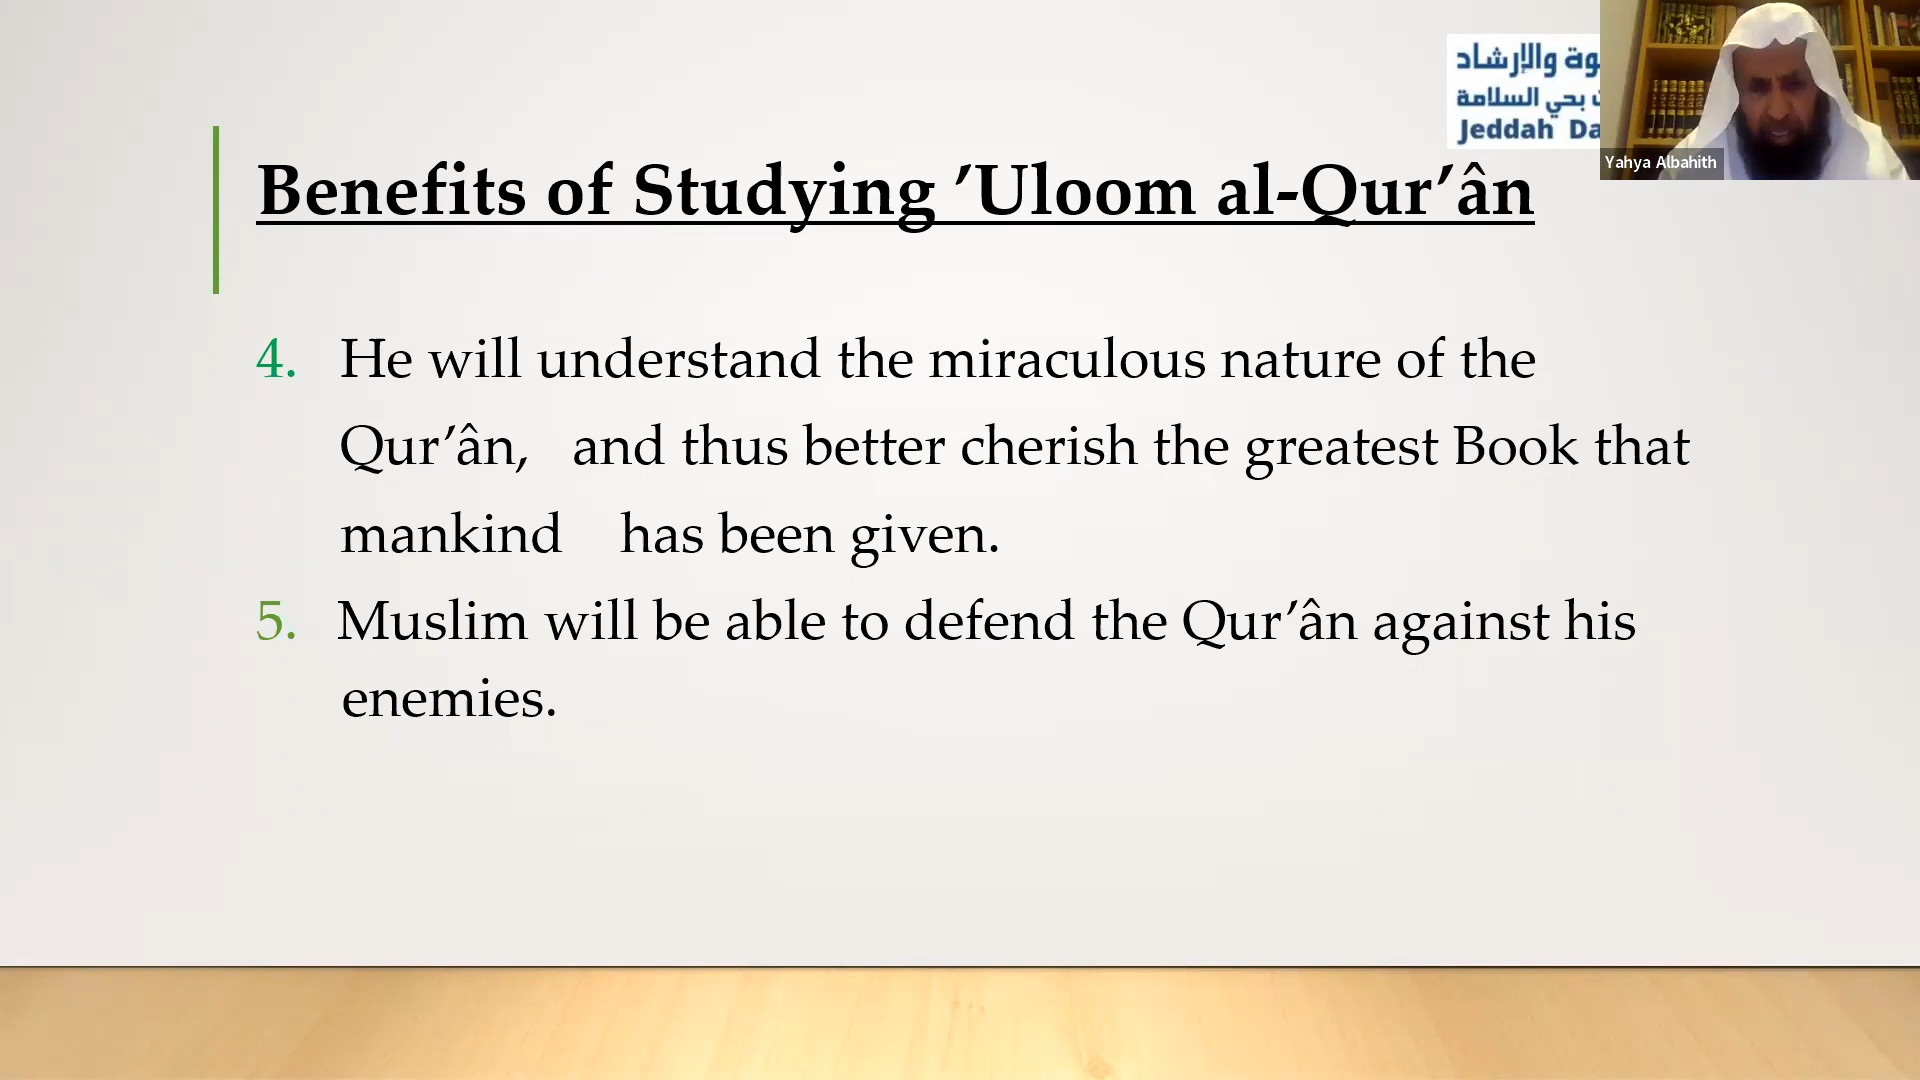 والإرشاد
بحي السلامة
Jeddah
Yahya Albahith
Benefits of Studying ’Uloom al-Qur’ân
4. He will understand the miraculous nature of the
Qur’ân, and thus better cherish the greatest Book that
mankind has been given.
5. Muslim will be able to defend the Qur’ân against his
enemies.